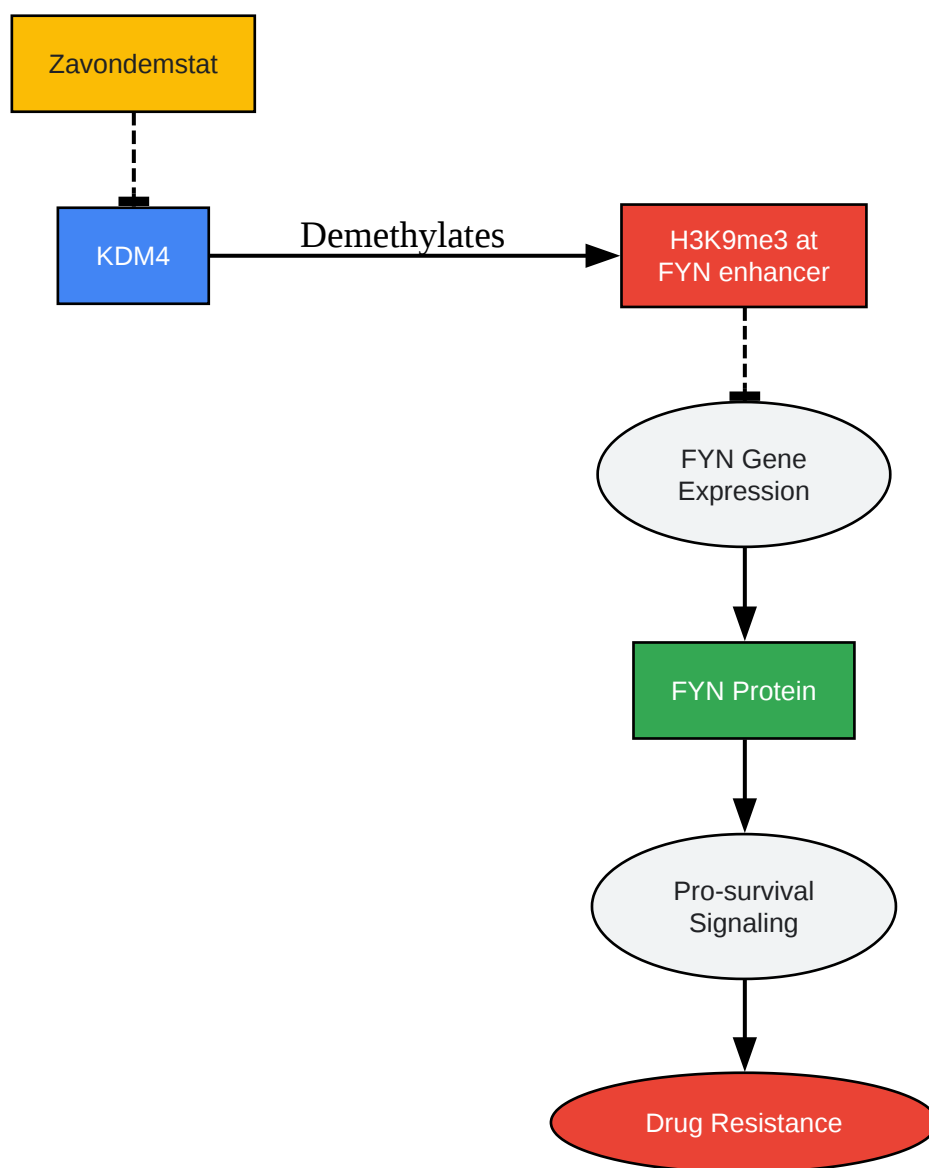 Zavondemstat
KDM4
Demethylates
H3K9me3 at
FYN enhancer
FYN Gene
Expression
FYN Protein
Pro-survival
Signaling
Drug Resistance